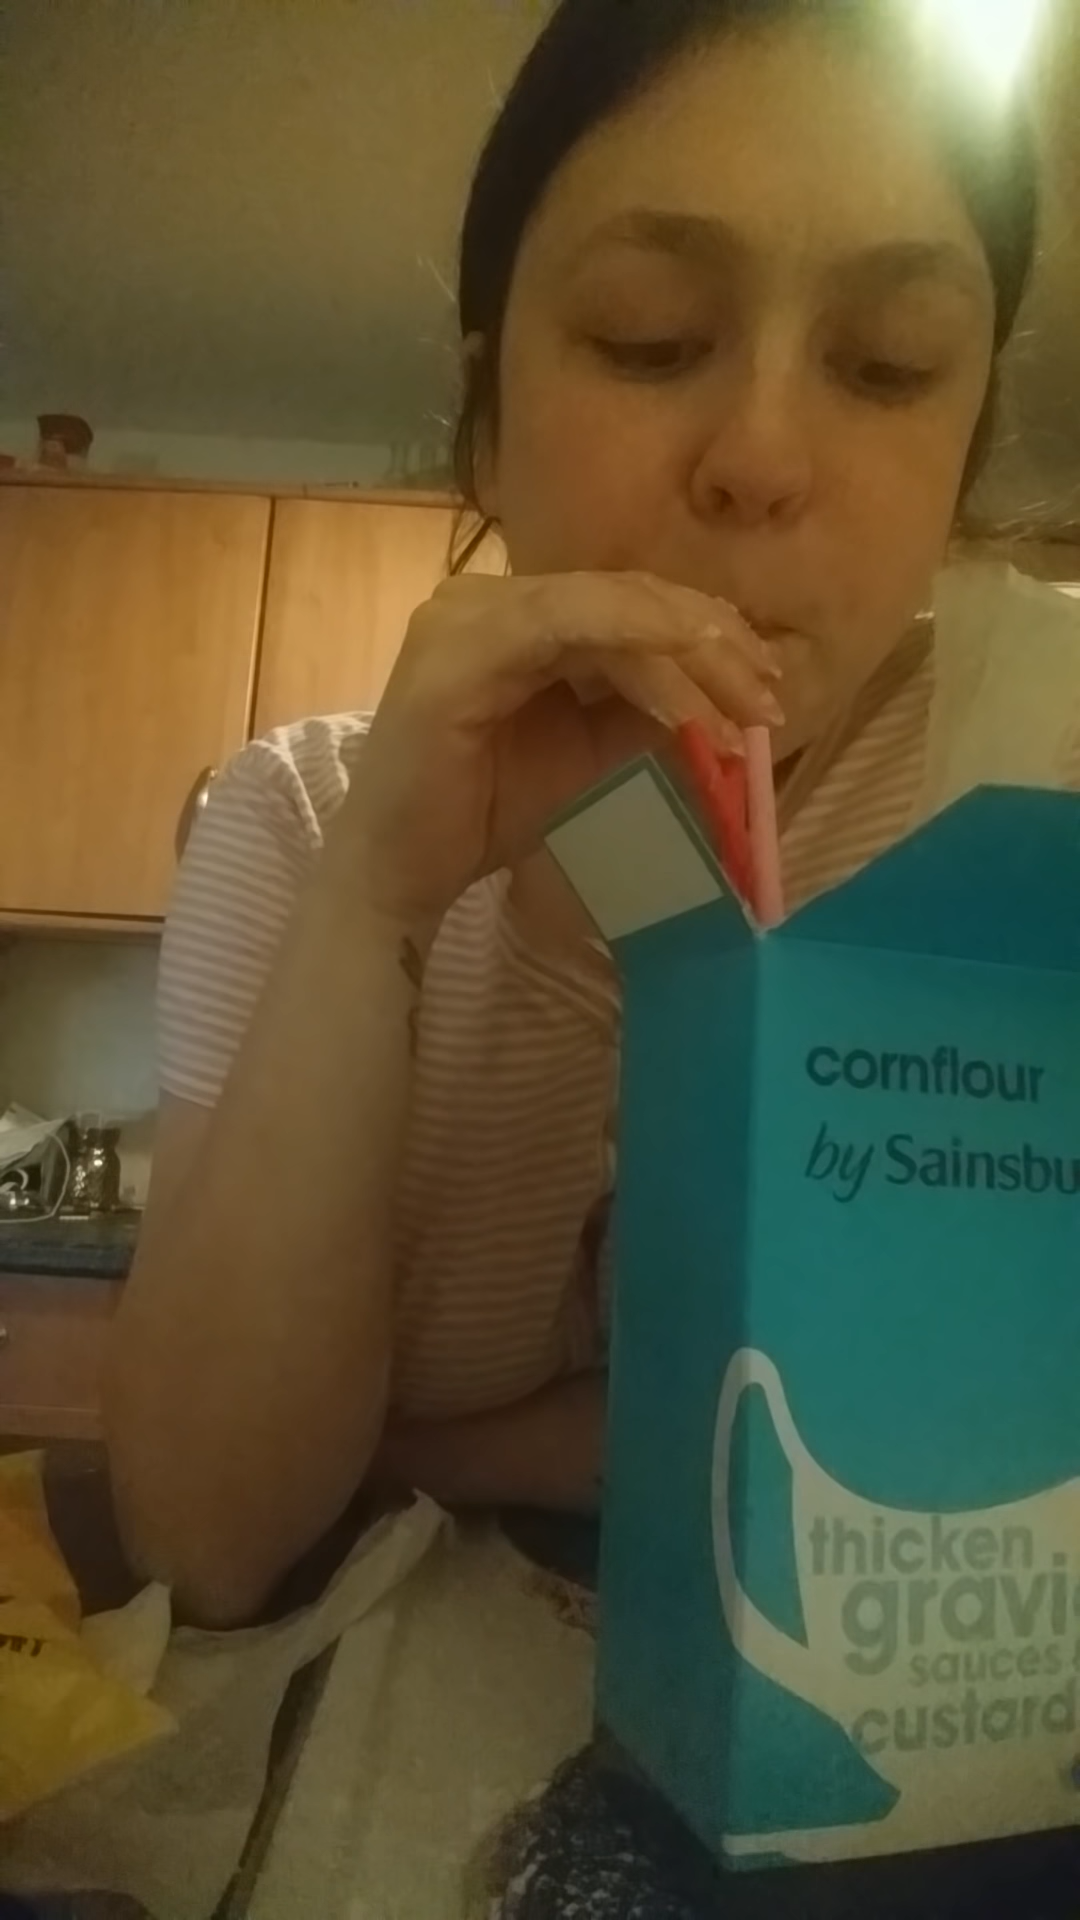 cornflour
by Sainsbu
thicken
gravi
sauces &
custard